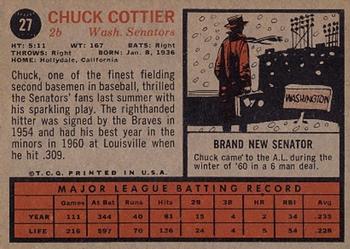 27
CHUCK COTTIER
2b Wash. Senators
HT: 5:11 WT: 167 BATS: Right
THROWS: Right BORN: Jan. 8, 1936
HOME: Hollydale, California
Chuck, one of the finest fielding
second basemen in baseball, thrilled
the Senators' fans last summer with
his sparkling play. The righthanded
hitter was signed by the Braves in
1954 and had his best year in the
minors in 1960 at Louisville when
he hit .309.
©T.C.G. PRINTED IN U.S.A.
WASHINGTON
BRAND NEW SENATOR
Chuck came to the A.L. during the
winter of '60 in a 6 man deal.
MAJOR LEAGUE BATTING RECORD
Games At Bat Runs Hits 2B 3B HR RBI Avg.
YEAR 111 344 40 81 15 4 2 35
LIFE 216 597 70 136 24 34 .228